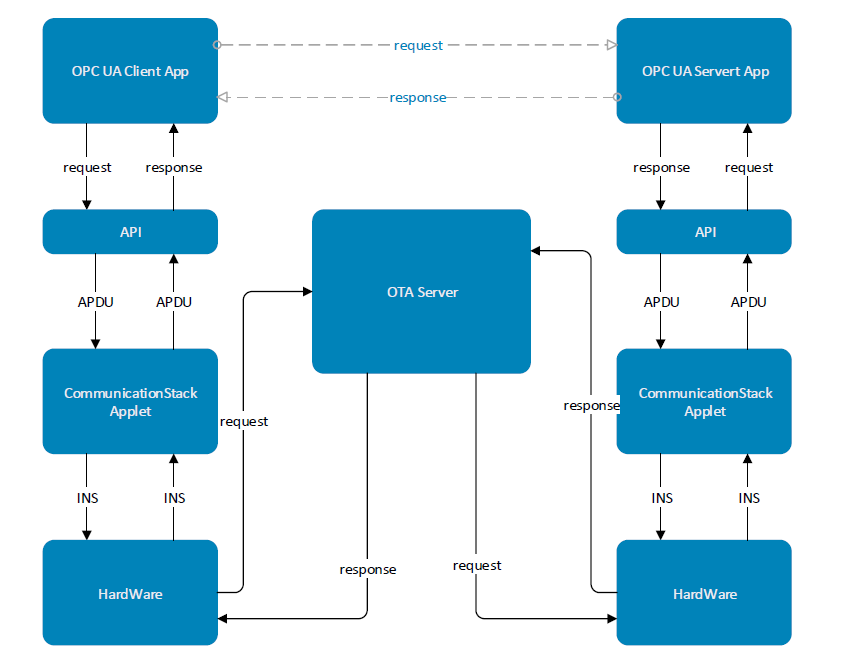 request
OPC UA Client App
OPC UA Servert App
response
request
response
response
request
API
API
OTA Server
APDU
APDU
APDU
APDU
CommunicationStack
Applet
CommunicationStack
Applet
response
request
INS
INS
INS
INS
response
request
HardWare
HardWare